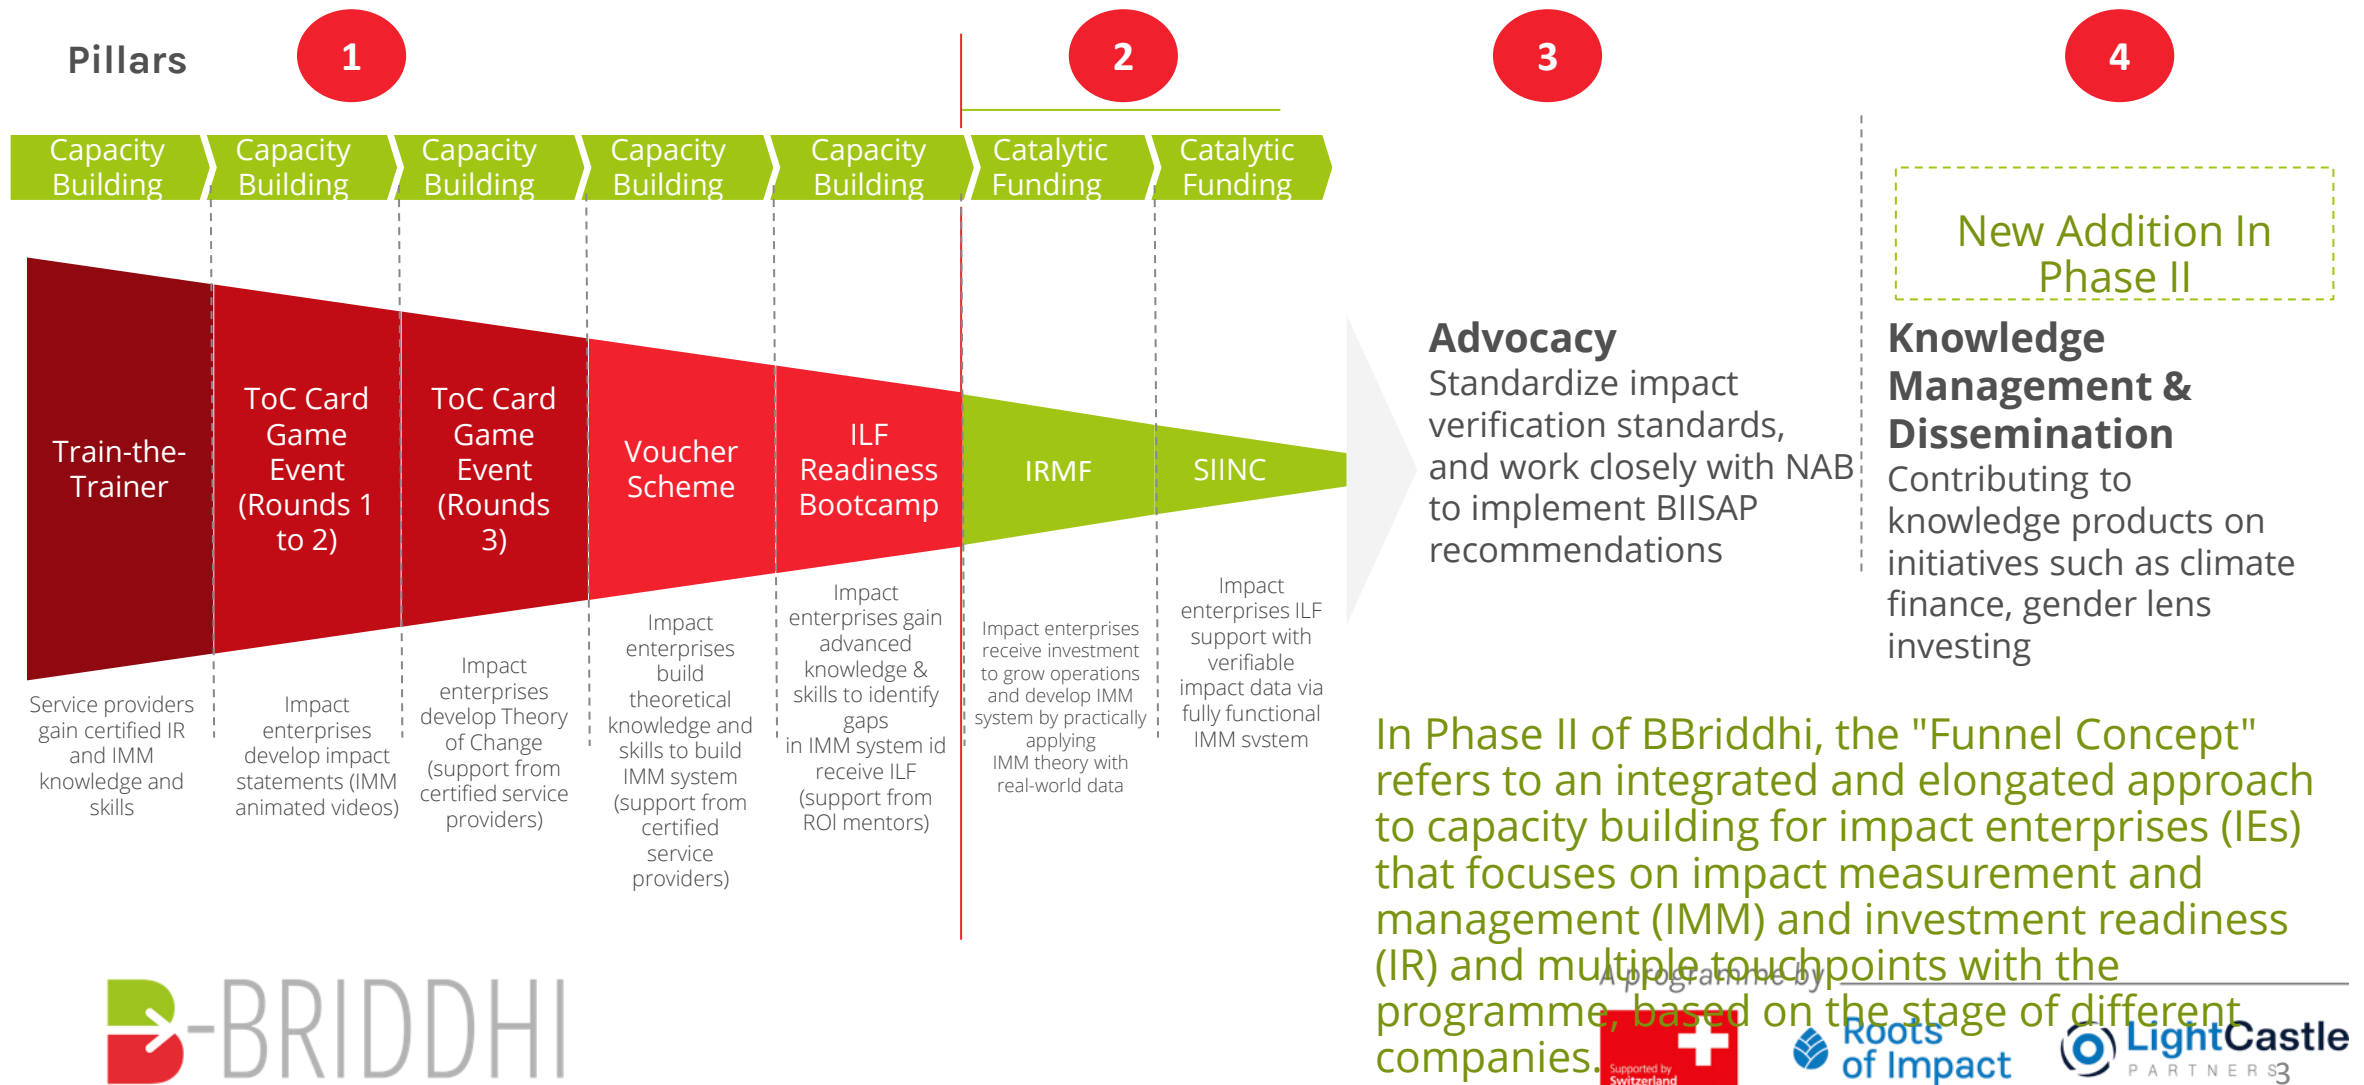 Pillars
1
2
3
4
Capacity
Building
Capacity
Building
Capacity
Building
Capacity
Building
Capacity
Building
Catalytic
Funding
Catalytic
Funding
Train-the-
Trainer
ToC Card
Game
Event
(Rounds 1
to 2)
ToC Card
Game
Event
(Rounds
3)
Voucher
Scheme
ILF
Readiness
Bootcamp
IRMF
SIINC
Service providers
gain certified IR
and IMM
knowledge and
skills
Impact
enterprises
develop impact
statements (IMM
animated videos)
Impact
enterprises
develop Theory
of Change
(support from
certified service
providers)
Impact
enterprises
build
theoretical
knowledge and
skills to build
IMM system
(support from
certified
service
providers)
Impact
enterprises gain
advanced
knowledge &
skills to identify
gaps
in IMM system id
receive ILF
(support from
ROI mentors)
Impact enterprises
receive investment
to grow operations
and develop IMM
system by practically
applying
IMM theory with
real-world data
Impact
enterprises ILF
support with
verifiable
impact data via
fully functional
IMM system
Advocacy
Standardize impact
verification standards,
and work closely with NAB
to implement BIISAP
recommendations
New Addition In
Phase II
Knowledge
Management &
Dissemination
Contributing to
knowledge products on
initiatives such as climate
finance, gender lens
investing
In Phase II of BBriddhi, the "Funnel Concept"
refers to an integrated and elongated approach
to capacity building for impact enterprises (IEs)
that focuses on impact measurement and
management (IMM) and investment readiness
(IR) and multiple touchpoints with the
programme, based on the stage of different
companies.
B-BRIDDHI
A programme by
Supported by
Switzerland
Roots
of Impact
LightCastle
PARTNERS
3